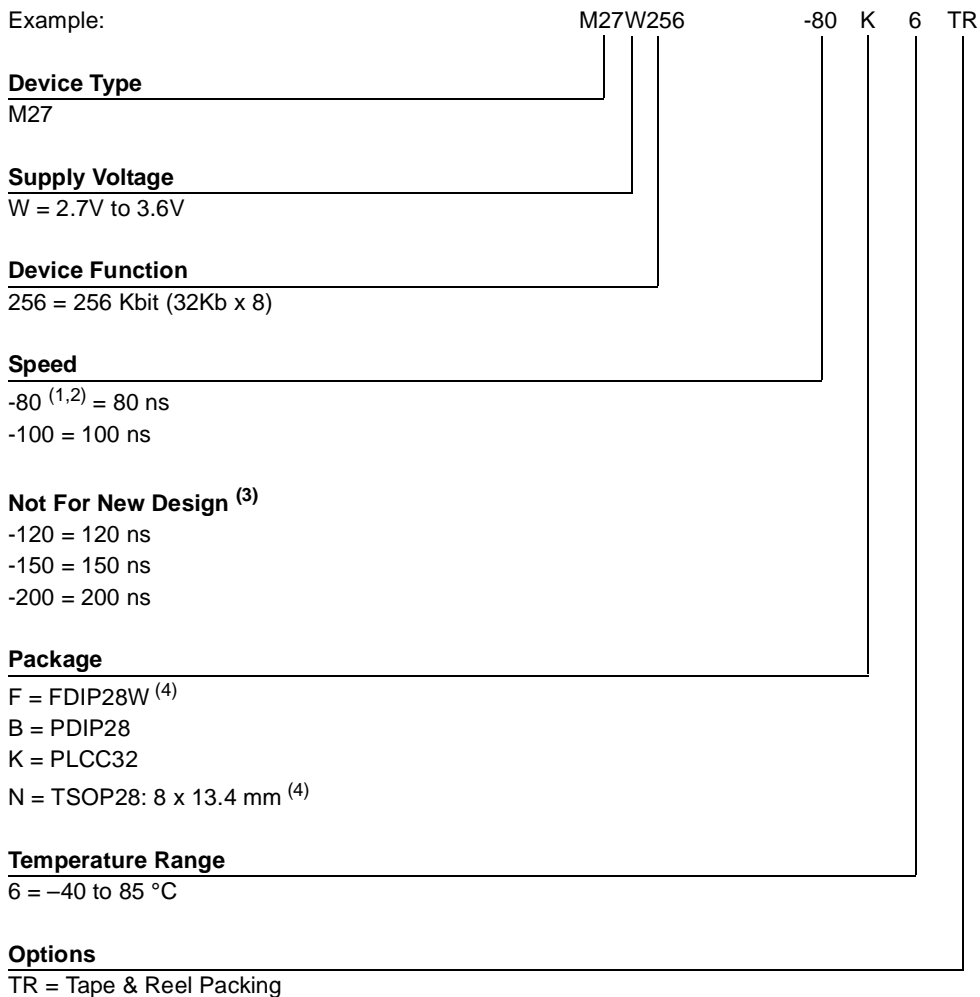 Example: M27W256 -80 K 6 TR
Device Type
M27
Supply Voltage
W = 2.7V to 3.6V
Device Function
256 = 256 Kbit (32Kb x 8)
Speed
-80 (1,2) = 80 ns
-100 = 100 ns
Not For New Design (3)
-120 = 120 ns
-150 = 150 ns
-200 = 200 ns
Package
F = FDIP28W (4)
B = PDIP28
K = PLCC32
N = TSOP28: 8 x 13.4 mm (4)
Temperature Range
6 = –40 to 85 °C
Options
TR = Tape & Reel Packing